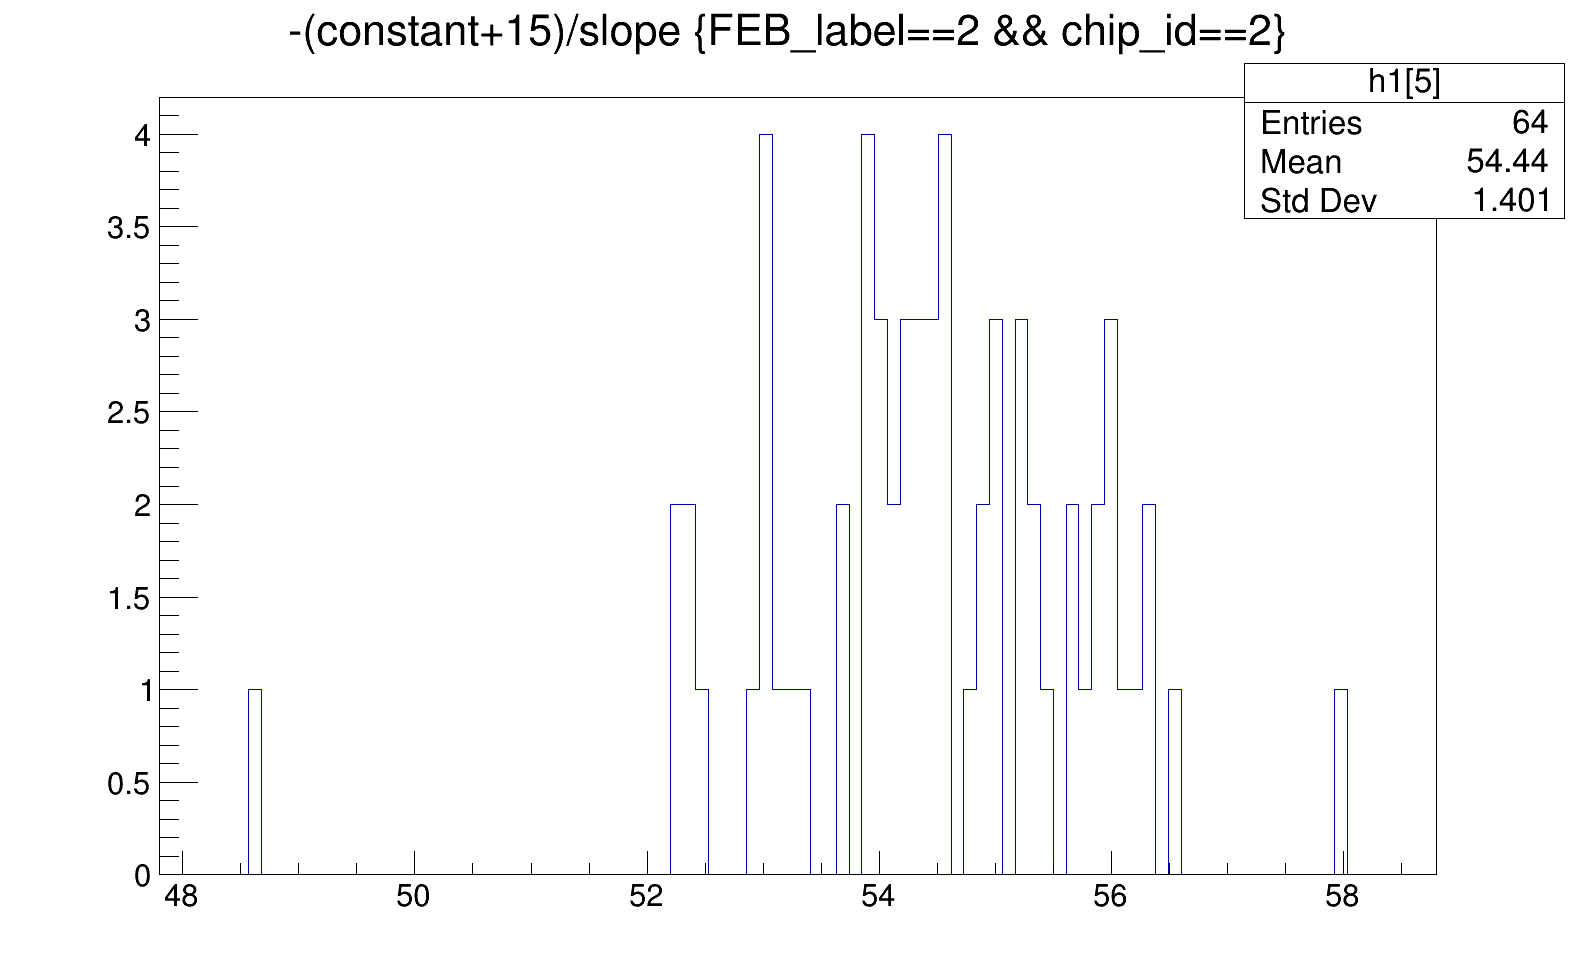 -(constant+15)/slope {FEB_label==2 && chip_id==2}
h1[5]
Entries 64
Mean 54.44
Std Dev 1.401
4
3.5
3
2.5
2
1.5
1
0.5
0
48 50 52 54 56 58